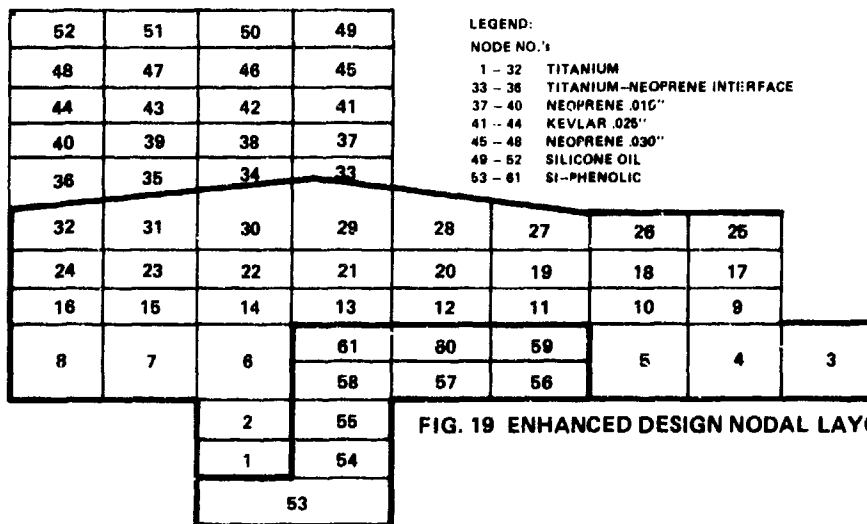 52 51 50 49
48 47 46 45
44 43 42 41
40 39 38 37
36 35 34 33
32 31 30 29 28 27 26 25
24 23 22 21 20 19 18 17
16 15 14 13 12 11 10 9
61 60 59
8 7 6 5 4 3
58 57 56
2 55
1 54
53
LEGEND:
NODE NO.'s
1 – 32 TITANIUM
33 – 36 TITANIUM–NEOPRENE INTERFACE
37 – 40 NEOPRENE .015"
41 – 44 KEVLAR .025"
45 – 48 NEOPRENE .030"
49 – 52 SILICONE OIL
53 – 61 SI–PHENOLIC
FIG. 19 ENHANCED DESIGN NODAL LAYO